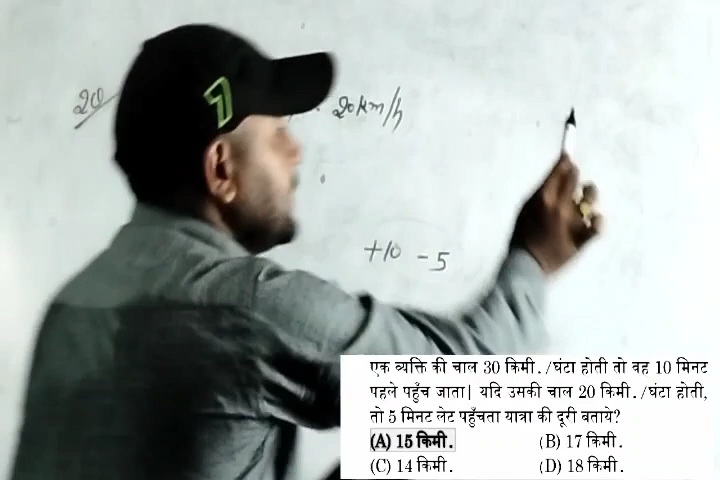 20
20km/h
+10 - 5
एक व्यक्ति की चाल 30 किमी./घंटा होती तो वह 10 मिनट
पहले पहुँच जाता| यदि उसकी चाल 20 किमी./घंटा होती,
तो 5 मिनट लेट पहुँचता यात्रा की दूरी बताये?
(A) 15 किमी. (B) 17 किमी.
(C) 14 किमी. (D) 18 किमी.